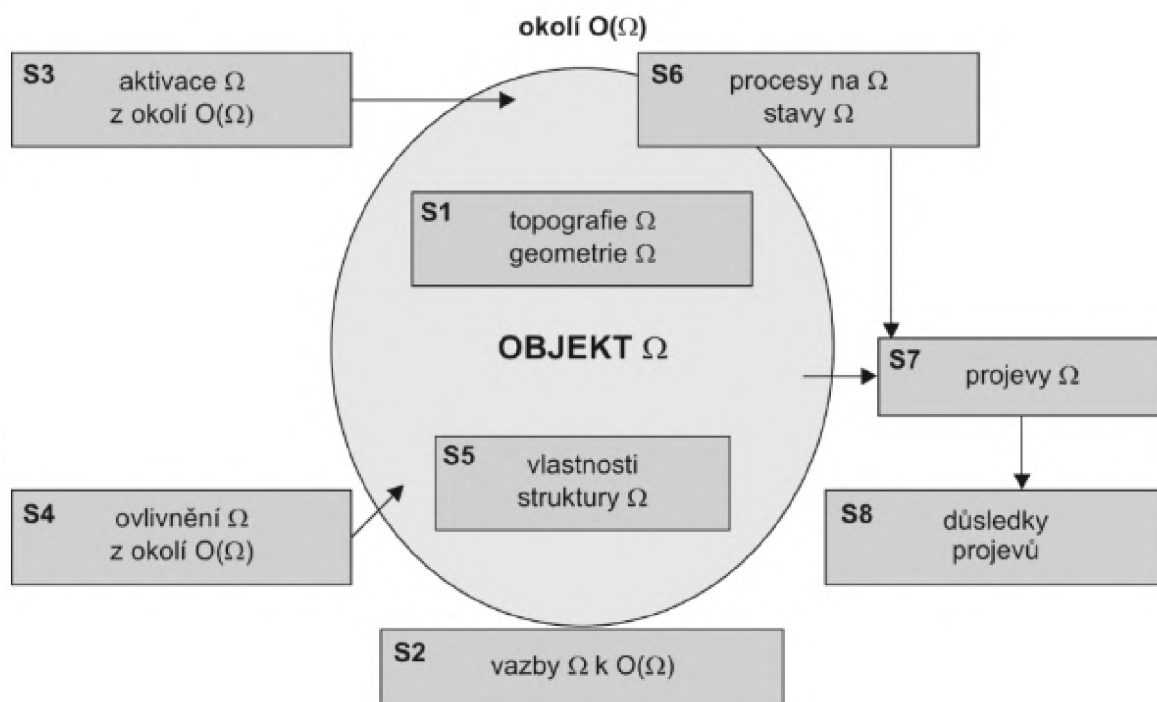 okolí O(Ω)
S3
aktivace Ω
z okolí O(Ω)
S6
procesy na Ω
stavy Ω
S1
topografie Ω
geometrie Ω
OBJEKT Ω
S7
projevy Ω
S5
vlastnosti
struktury Ω
S4
ovlivnění Ω
z okolí O(Ω)
S8
důsledky
projevů
S2
vazby Ω k O(Ω)